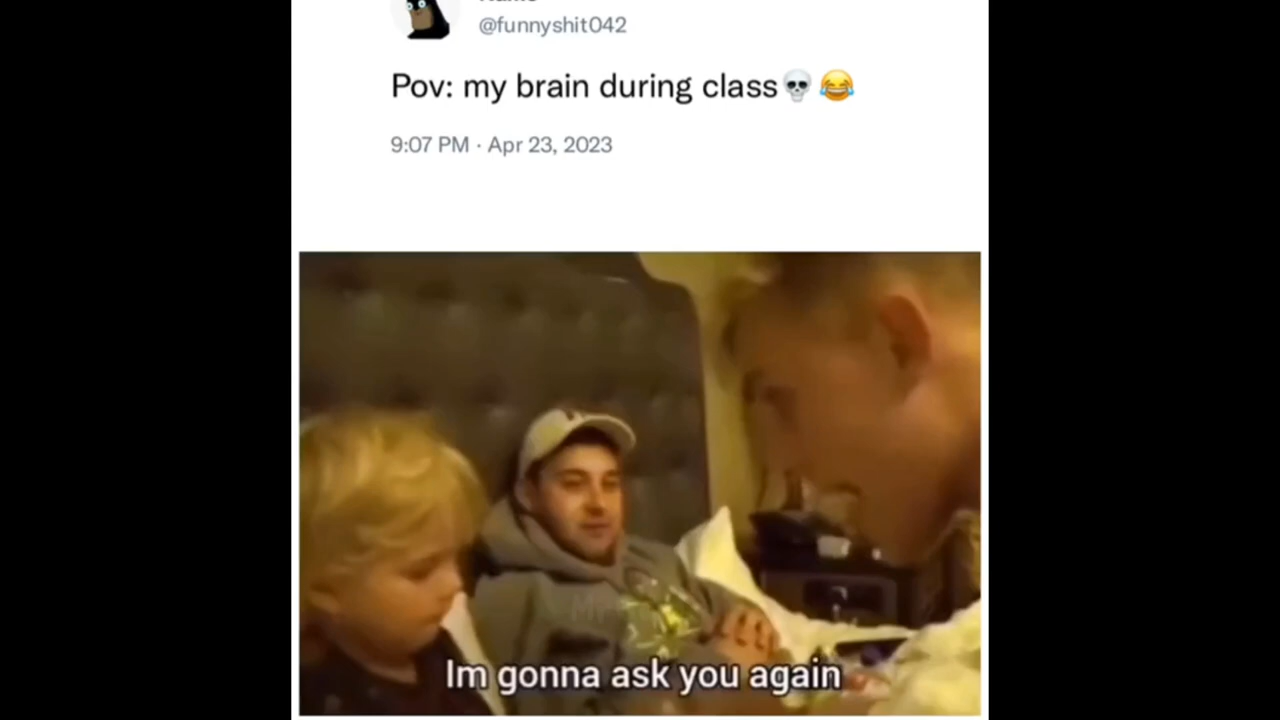 @funnyshit042
Pov: my brain during class💀😂
9:07 PM · Apr 23, 2023
Im gonna ask you again